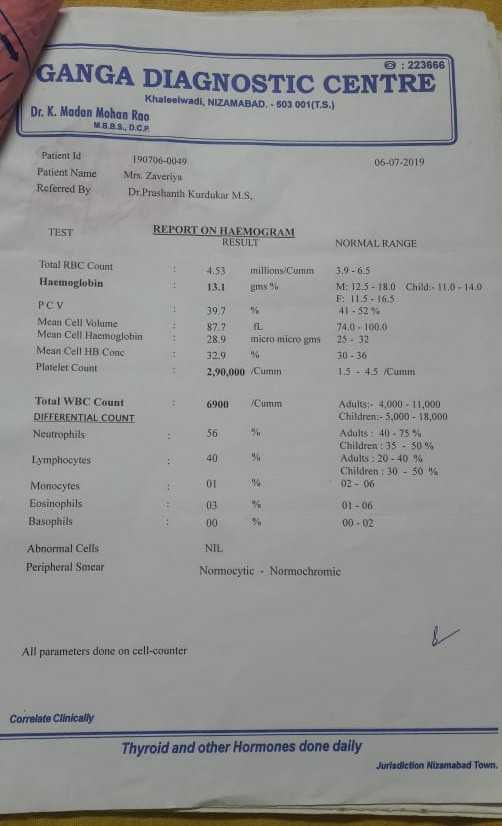 ☎ : 223666
GANGA DIAGNOSTIC CENTRE
Khaleelwadi, NIZAMABAD. - 503 001(T.S.)
Dr. K. Madan Mohan Rao
M.B.B.S., D.C.P.
Patient Id 190706-0049 06-07-2019
Patient Name Mrs. Zaveriya
Referred By Dr.Prashanth Kurdukar M.S,
REPORT ON HAEMOGRAM
TEST RESULT NORMAL RANGE
Total RBC Count : 4.53 millions/Cumm 3.9 - 6.5
Haemoglobin : 13.1 gms % M: 12.5 - 18.0 Child:- 11.0 - 14.0
F: 11.5 - 16.5
P C V : 39.7 % 41 - 52 %
Mean Cell Volume : 87.7 fL 74.0 - 100.0
Mean Cell Haemoglobin : 28.9 micro micro gms 25 - 32
Mean Cell HB Conc : 32.9 % 30 - 36
Platelet Count : 2,90,000 /Cumm 1.5 - 4.5 /Cumm
Total WBC Count : 6900 /Cumm Adults:- 4,000 - 11,000
DIFFERENTIAL COUNT Children:- 5,000 - 18,000
Neutrophils : 56 % Adults : 40 - 75 %
Children : 35 - 50 %
Lymphocytes : 40 % Adults : 20 - 40 %
Children : 30 - 50 %
Monocytes : 01 % 02 - 06
Eosinophils : 03 % 01 - 06
Basophils : 00 % 00 - 02
Abnormal Cells NIL
Peripheral Smear Normocytic - Normochromic
All parameters done on cell-counter
Correlate Clinically
Thyroid and other Hormones done daily
Jurisdiction Nizamabad Town.